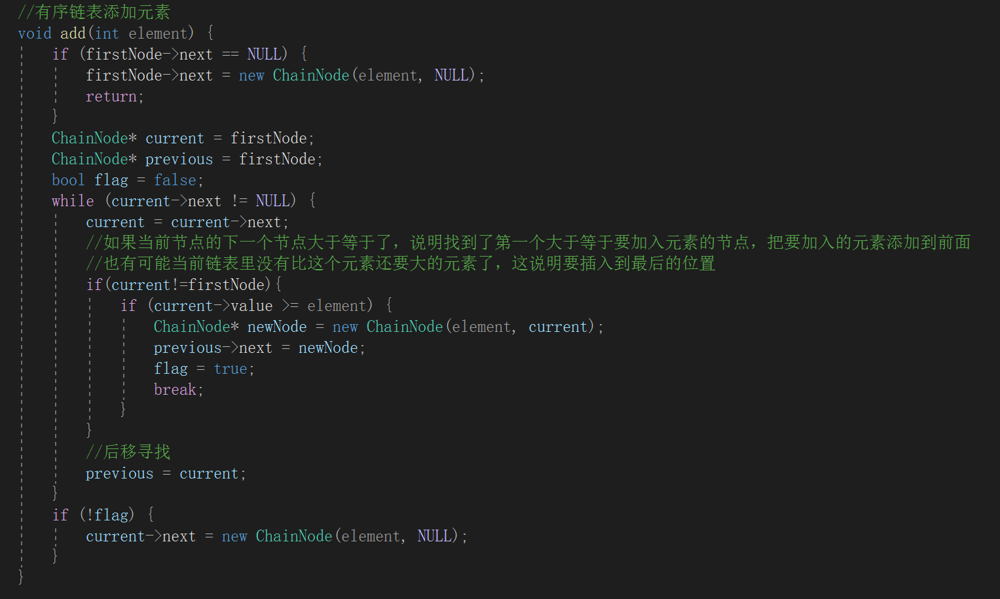 //有序链表添加元素
void add(int element) {
if (firstNode->next == NULL) {
firstNode->next = new ChainNode(element, NULL);
return;
}
ChainNode* current = firstNode;
ChainNode* previous = firstNode;
bool flag = false;
while (current->next != NULL) {
current = current->next;
//如果当前节点的下一个节点大于等于了，说明找到了第一个大于等于要加入元素的节点，把要加入的元素添加到前面
//也有可能当前链表里没有比这个元素还要大的元素了，这说明要插入到最后的位置
if(current!=firstNode){
if (current->value >= element) {
ChainNode* newNode = new ChainNode(element, current);
previous->next = newNode;
flag = true;
break;
}
}
//后移寻找
previous = current;
}
if (!flag) {
current->next = new ChainNode(element, NULL);
}
}